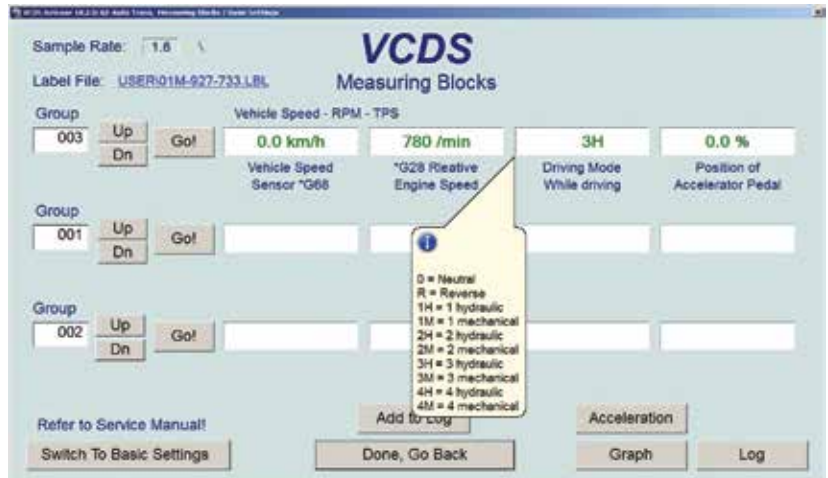 Sample Rate: 1.6
VCDS
Label File: USER\01M-927-733.LBL
Measuring Blocks
Group
Vehicle Speed - RPM - TPS
003
Up
Dn
Go!
0.0 km/h
780 /min
3H
0.0 %
Vehicle Speed
Sensor *G68
*G28 Rleative
Engine Speed
Driving Mode
While driving
Position of
Accelerator Pedal
Group
001
Up
Dn
Go!
0 = Neutral
R = Reverse
1H = 1 hydraulic
1M = 1 mechanical
2H = 2 hydraulic
2M = 2 mechanical
3H = 3 hydraulic
3M = 3 mechanical
4H = 4 hydraulic
4M = 4 mechanical
Group
002
Up
Dn
Go!
Refer to Service Manual!
Add to Log
Acceleration
Switch To Basic Settings
Done, Go Back
Graph
Log